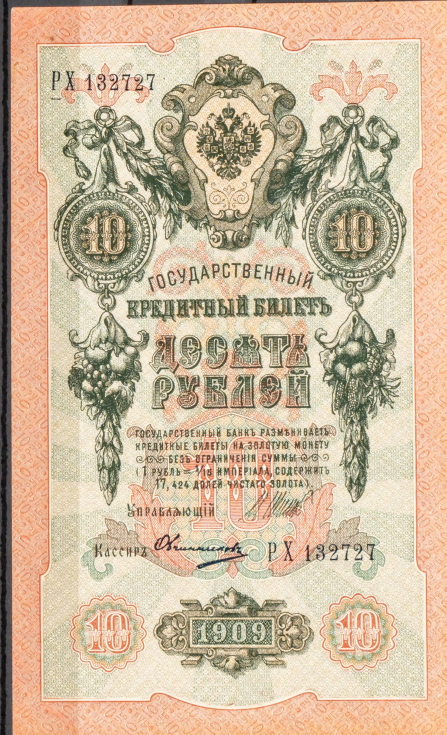 РХ 132727
10 10
ГОСУДАРСТВЕННЫЙ
КРЕДИТНЫЙ БИЛЕТЪ
ДЕСЯТЬ
РУБЛЕЙ
ГОСУДАРСТВЕННЫЙ БАНКЪ РАЗМѢНИВАЕТЪ
КРЕДИТНЫЕ БИЛЕТЫ НА ЗОЛОТУЮ МОНЕТУ
БЕЗЪ ОГРАНИЧЕНІЯ СУММЫ
(1 РУБЛЬ = 1/15 ИМПЕРІАЛА, СОДЕРЖИТЪ
17,424 ДОЛЕЙ ЧИСТАГО ЗОЛОТА).
10
УПРАВЛЯЮЩІЙ
Кассиръ Овчинниковъ РХ 132727
10 1909 10